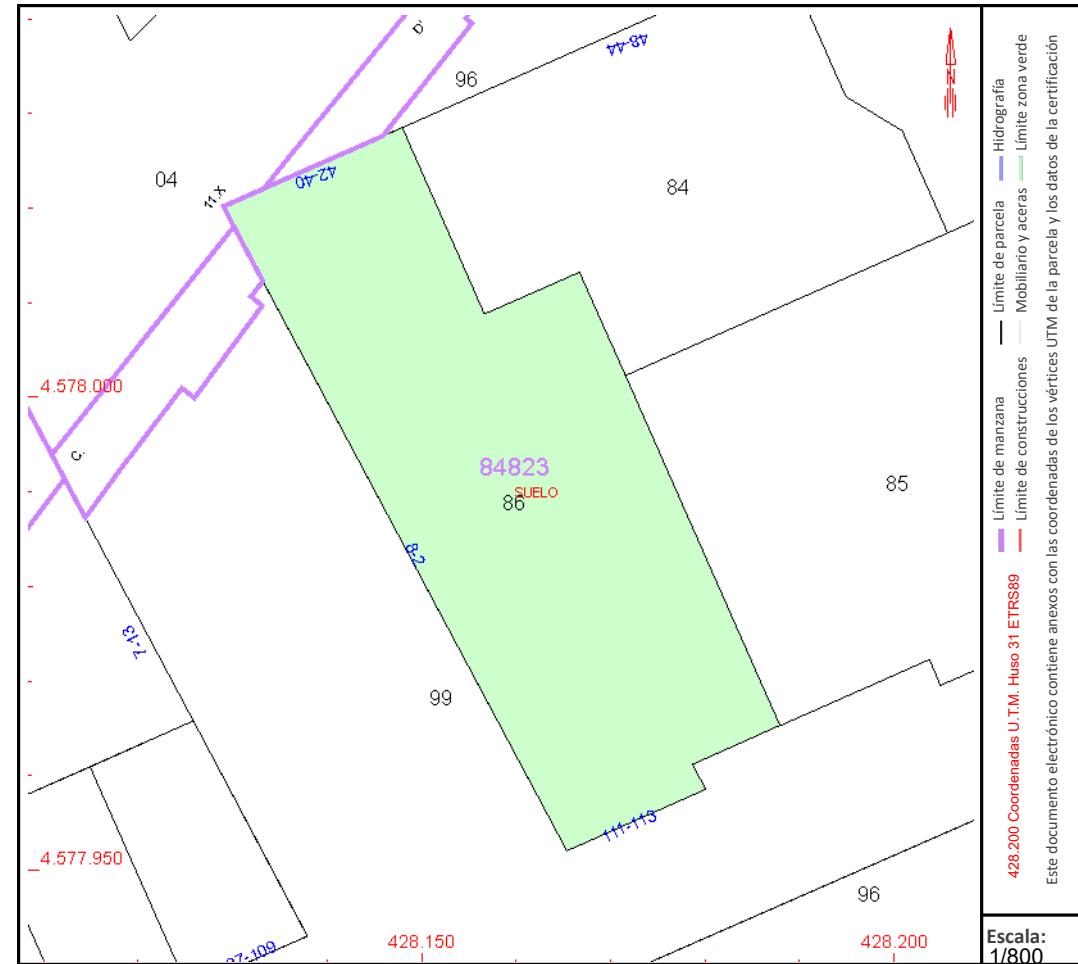 D'
48-44
96
42-40
04
11.X
84
4.578.000
84823
SUELO
86
85
C'
8-2
7-13
99
111-113
4.577.950
96
428.150
428.200
Límite de manzana
Límite de parcela
Hidrografía
Límite de construcciones
Mobiliario y aceras
Límite zona verde
428.200 Coordenadas U.T.M. Huso 31 ETRS89
Este documento electrónico contiene anexos con las coordenadas de los vértices UTM de la parcela y los datos de la certificación
N
Escala:
1/800